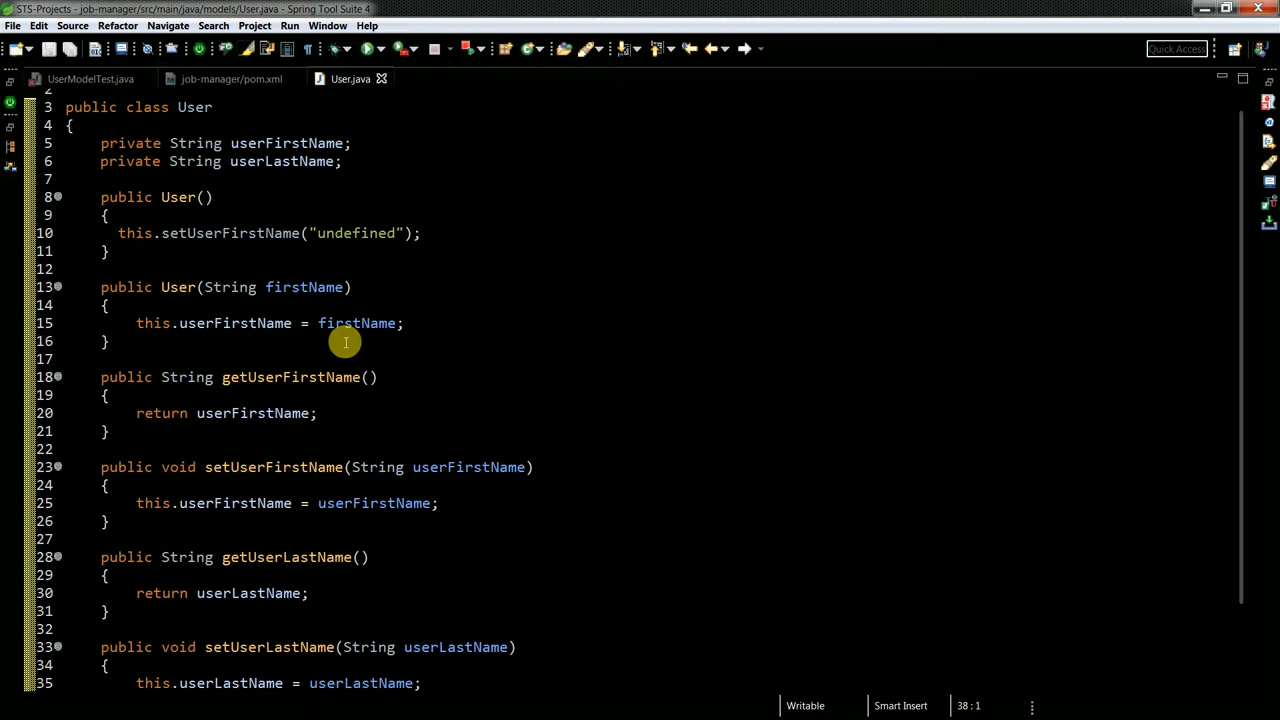 STS-Projects - job-manager/src/main/java/models/User.java - Spring Tool Suite 4
File Edit Source Refactor Navigate Search Project Run Window Help
Quick Access
UserModelTest.java job-manager/pom.xml User.java
2
3 public class User
4 {
5 private String userFirstName;
6 private String userLastName;
7
8 public User()
9 {
10 this.setUserFirstName("undefined");
11 }
12
13 public User(String firstName)
14 {
15 this.userFirstName = firstName;
16 }
17
18 public String getUserFirstName()
19 {
20 return userFirstName;
21 }
22
23 public void setUserFirstName(String userFirstName)
24 {
25 this.userFirstName = userFirstName;
26 }
27
28 public String getUserLastName()
29 {
30 return userLastName;
31 }
32
33 public void setUserLastName(String userLastName)
34 {
35 this.userLastName = userLastName;
Writable Smart Insert 38 : 1